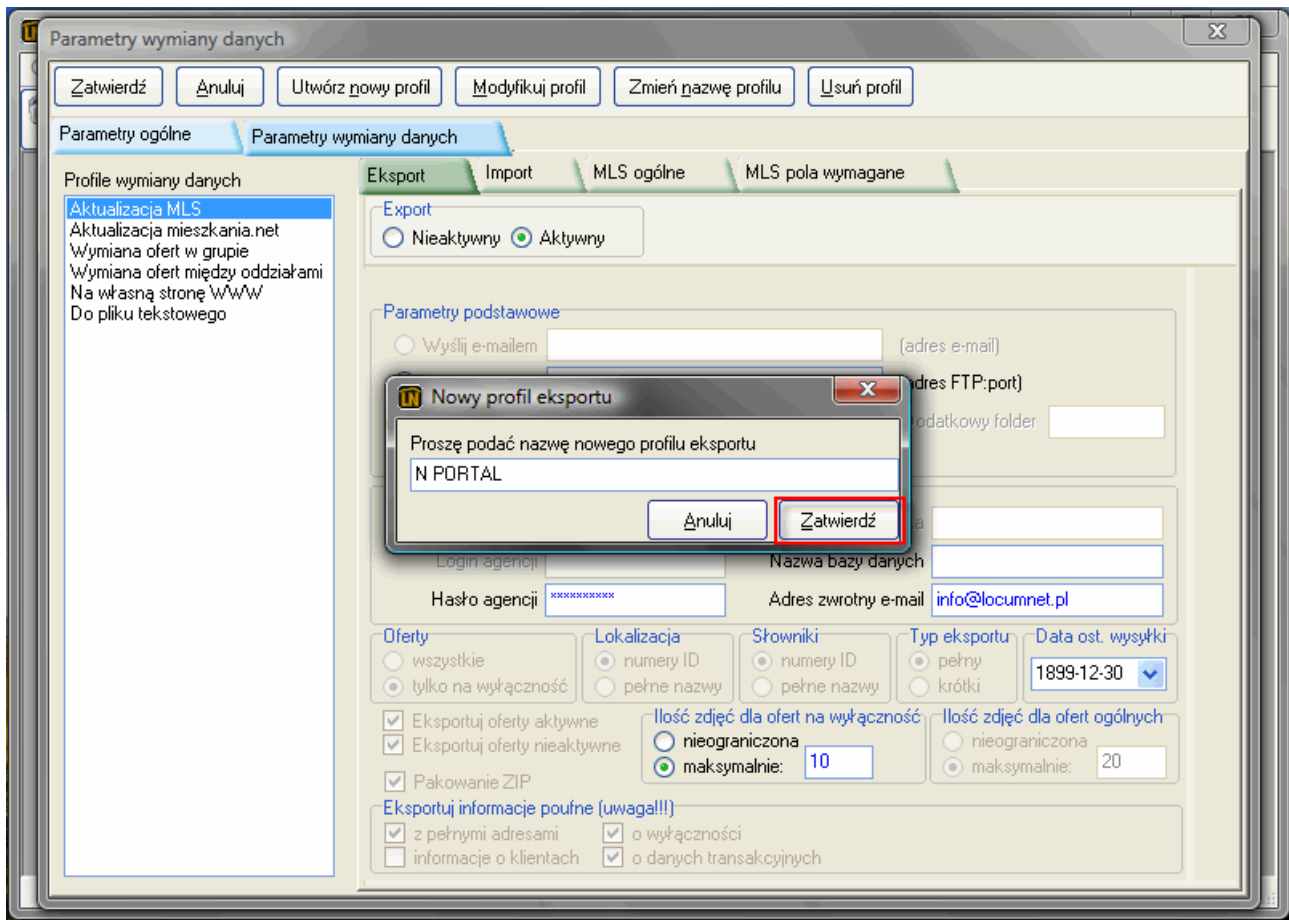 Parametry wymiany danych
Zatwierdź Anuluj Utwórz nowy profil Modyfikuj profil Zmień nazwę profilu Usuń profil
Parametry ogólne Parametry wymiany danych
Profile wymiany danych
Aktualizacja MLS
Aktualizacja mieszkania.net
Wymiana ofert w grupie
Wymiana ofert między oddziałami
Na własną stronę WWW
Do pliku tekstowego
Eksport Import MLS ogólne MLS pola wymagane
Export
Nieaktywny Aktywny
Parametry podstawowe
Wyślij e-mailem (adres e-mail)
adres FTP:port)
Dodatkowy folder
Nowy profil eksportu
Proszę podać nazwę nowego profilu eksportu
N PORTAL
Anuluj Zatwierdź
Login agencji Nazwa bazy danych
Hasło agencji ********** Adres zwrotny e-mail info@locumnet.pl
Oferty Lokalizacja Słowniki Typ eksportu Data ost. wysyłki
wszystkie numery ID numery ID pełny 1899-12-30
tylko na wyłączność pełne nazwy pełne nazwy krótki
Eksportuj oferty aktywne
Eksportuj oferty nieaktywne
Pakowanie ZIP
Ilość zdjęć dla ofert na wyłączność Ilość zdjęć dla ofert ogólnych
nieograniczona nieograniczona
maksymalnie: 10 maksymalnie: 20
Eksportuj informacje poufne (uwaga!!!)
z pełnymi adresami o wyłączności
informacje o klientach o danych transakcyjnych